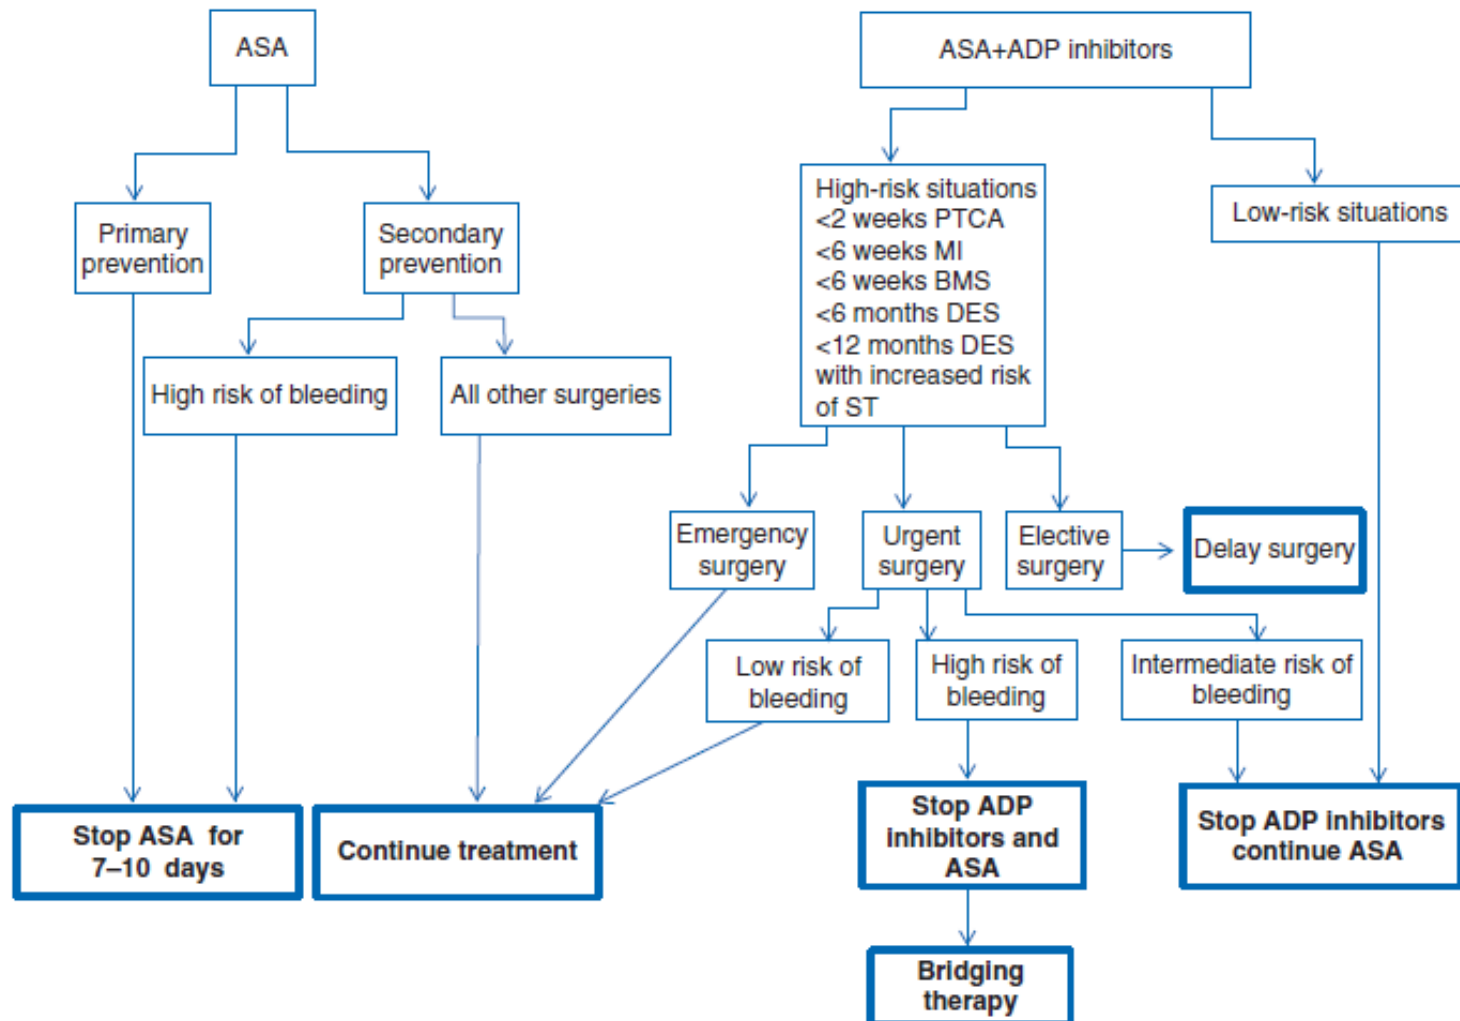 ASA
ASA+ADP inhibitors
Primary
prevention
Secondary
prevention
High-risk situations
<2 weeks PTCA
<6 weeks MI
<6 weeks BMS
<6 months DES
<12 months DES
with increased risk
of ST
Low-risk situations
High risk of bleeding
All other surgeries
Emergency
surgery
Urgent
surgery
Elective
surgery
Delay surgery
Low risk of
bleeding
High risk of
bleeding
Intermediate risk of
bleeding
Stop ASA for
7–10 days
Continue treatment
Stop ADP
inhibitors and
ASA
Stop ADP inhibitors
continue ASA
Bridging
therapy